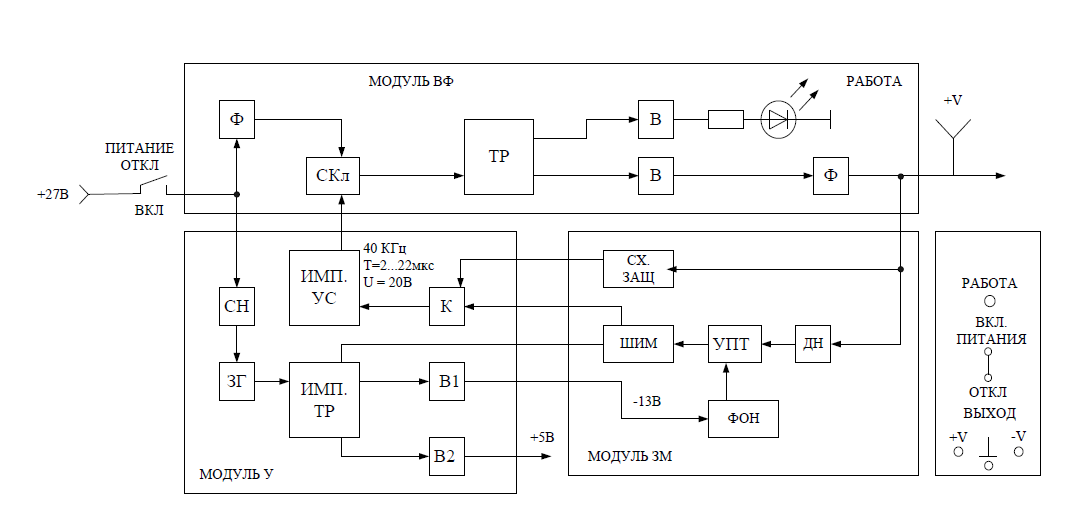 МОДУЛЬ ВФ
РАБОТА
+V
Ф
В
ПИТАНИЕ
ОТКЛ
СКл
ТР
В
Ф
+27В
ВКЛ
40 КГц
Т=2...22мкс
U = 20В
ИМП.
УС
СХ.
ЗАЩ
СН
К
РАБОТА
ВКЛ.
ПИТАНИЯ
ШИМ
УПТ
ДН
ЗГ
ИМП.
ТР
В1
-13В
ФОН
ОТКЛ
ВЫХОД
+5В
+V
-V
В2
МОДУЛЬ У
МОДУЛЬ ЗМ